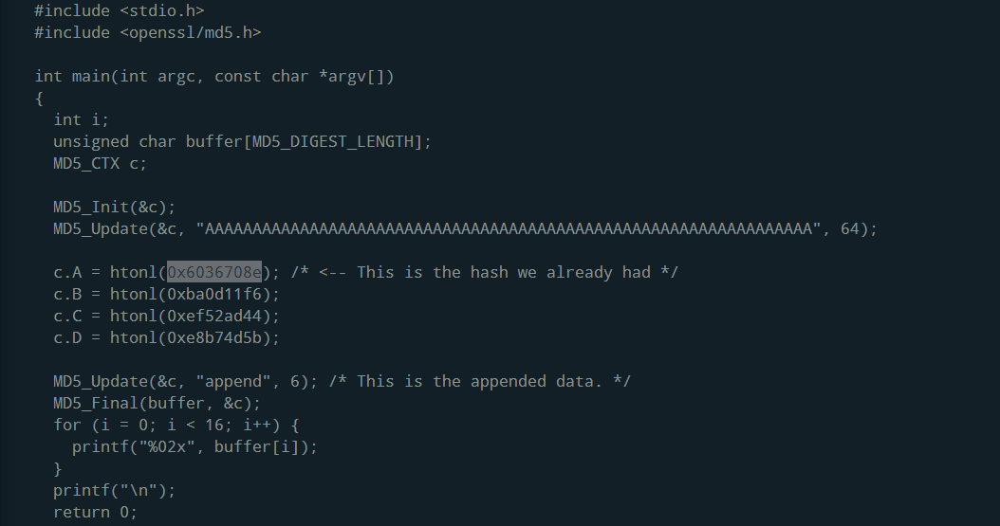 #include <stdio.h>
#include <openssl/md5.h>
int main(int argc, const char *argv[])
{
int i;
unsigned char buffer[MD5_DIGEST_LENGTH];
MD5_CTX c;
MD5_Init(&c);
MD5_Update(&c, "AAAAAAAAAAAAAAAAAAAAAAAAAAAAAAAAAAAAAAAAAAAAAAAAAAAAAAAAAAAAAAAA", 64);
c.A = htonl(0x6036708e); /* <-- This is the hash we already had */
c.B = htonl(0xba0d11f6);
c.C = htonl(0xef52ad44);
c.D = htonl(0xe8b74d5b);
MD5_Update(&c, "append", 6); /* This is the appended data. */
MD5_Final(buffer, &c);
for (i = 0; i < 16; i++) {
printf("%02x", buffer[i]);
}
printf("\n");
return 0;